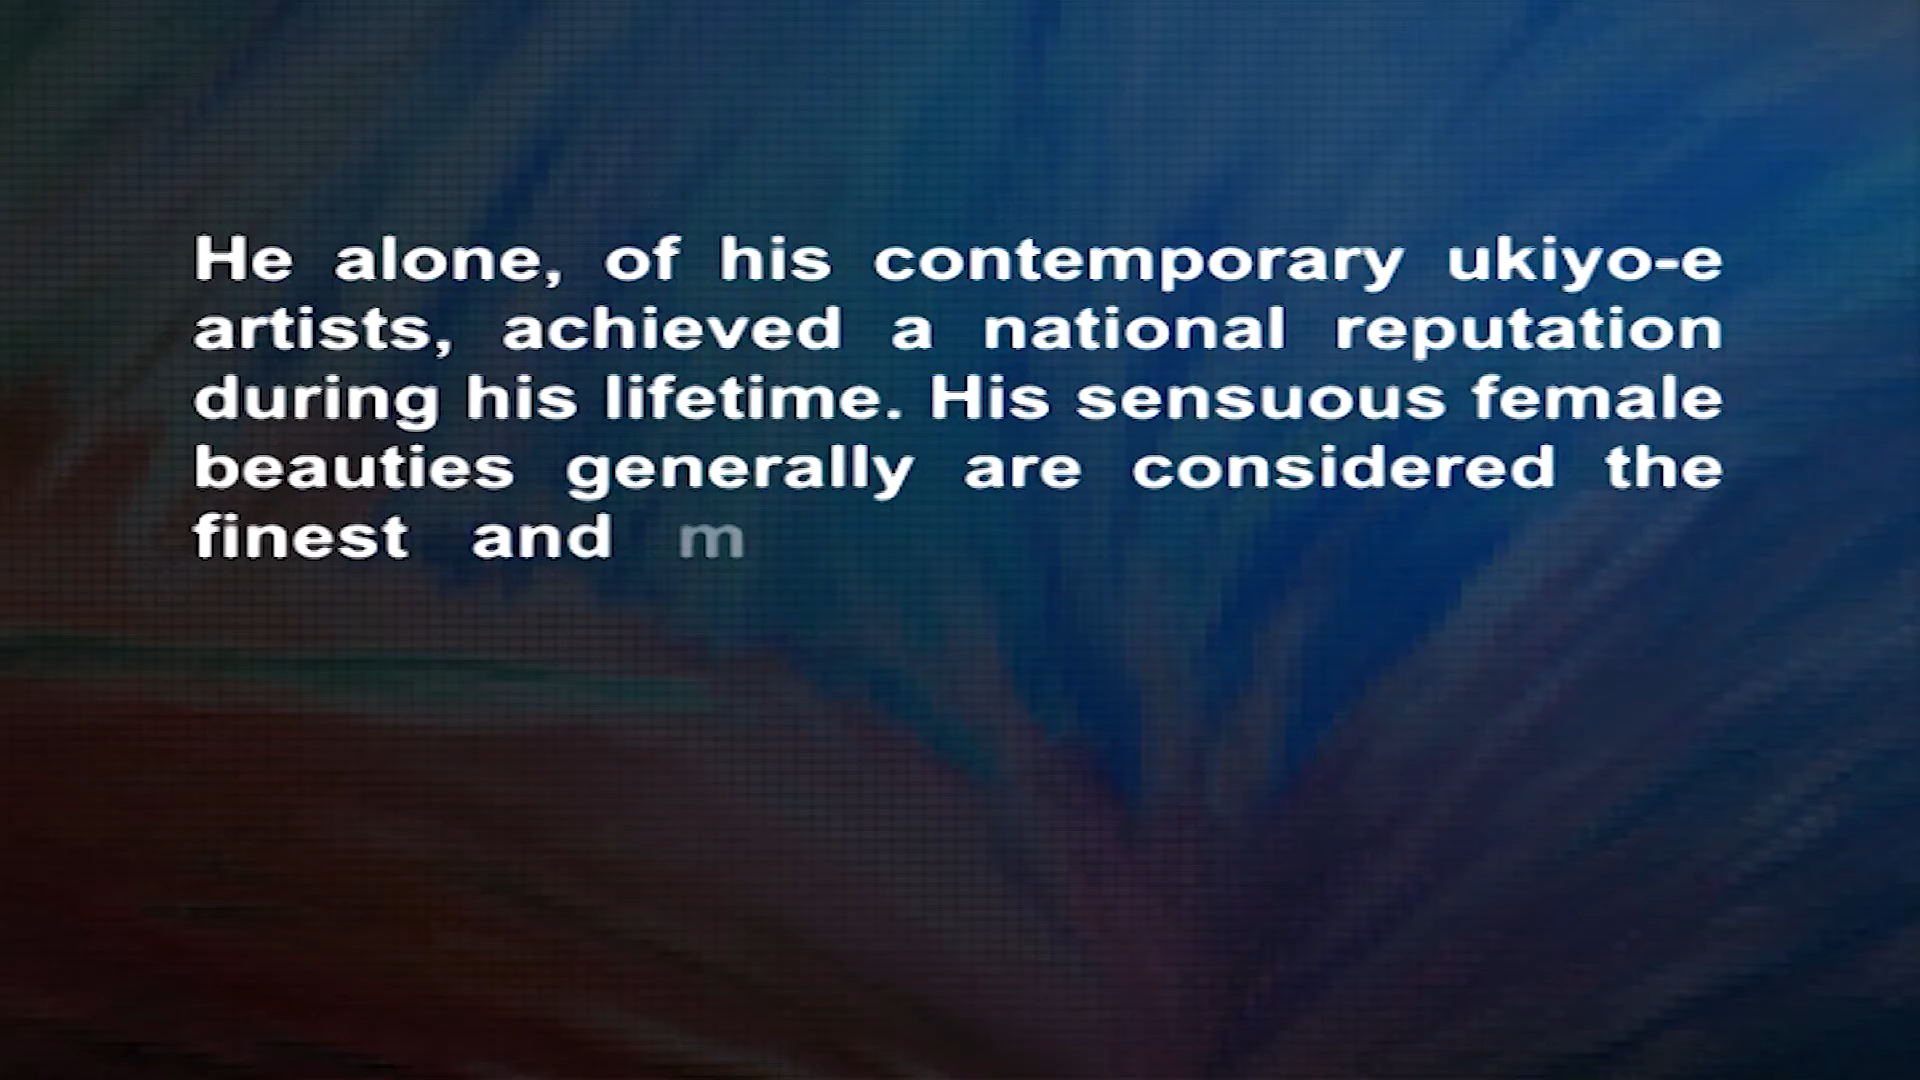 He alone, of his contemporary ukiyo-e
artists, achieved a national reputation
during his lifetime. His sensuous female
beauties generally are considered the
finest and m